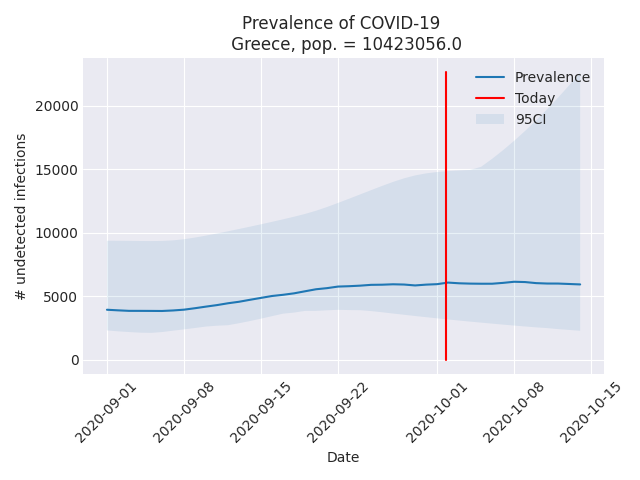 Prevalence of COVID-19
Greece, pop. = 10423056.0
Prevalence
Today
95CI
20000
15000
10000
5000
0
# undetected infections
2020-09-01
2020-09-08
2020-09-15
2020-09-22
2020-10-01
2020-10-08
2020-10-15
Date